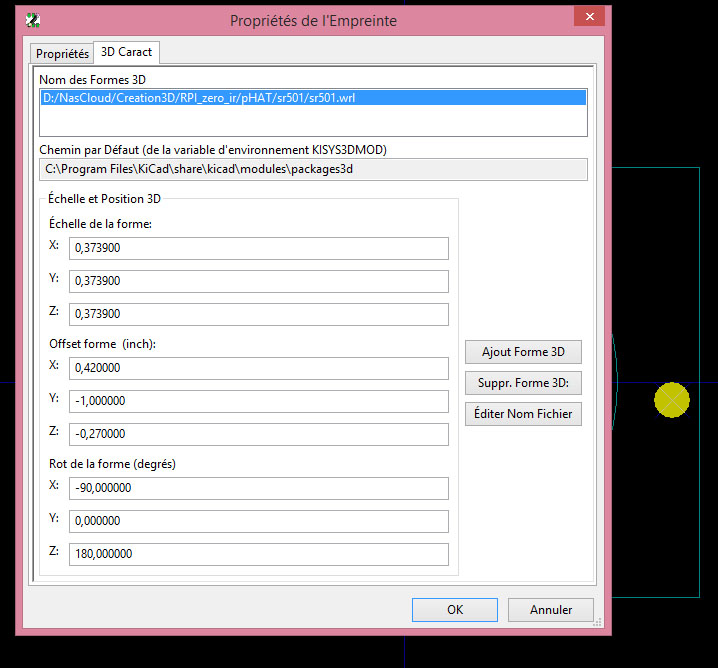 Propriétés de l'Empreinte
Propriétés 3D Caract
Nom des Formes 3D
D:/NasCloud/Creation3D/RPI_zero_ir/pHAT/sr501/sr501.wrl
Chemin par Défaut (de la variable d'environnement KISYS3DMOD)
C:\Program Files\KiCad\share\kicad\modules\packages3d
Échelle et Position 3D
Échelle de la forme:
X: 0,373900
Y: 0,373900
Z: 0,373900
Offset forme (inch):
X: 0,420000
Y: -1,000000
Z: -0,270000
Rot de la forme (degrés)
X: -90,000000
Y: 0,000000
Z: 180,000000
Ajout Forme 3D
Suppr. Forme 3D:
Éditer Nom Fichier
OK Annuler